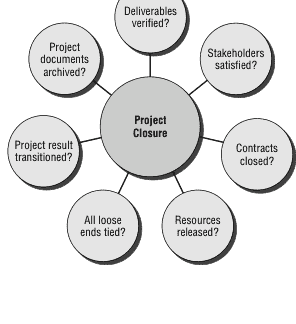 Deliverables
verified?
Project
documents
archived?
Stakeholders
satisfied?
Project
Closure
Project result
transitioned?
Contracts
closed?
All loose
ends tied?
Resources
released?